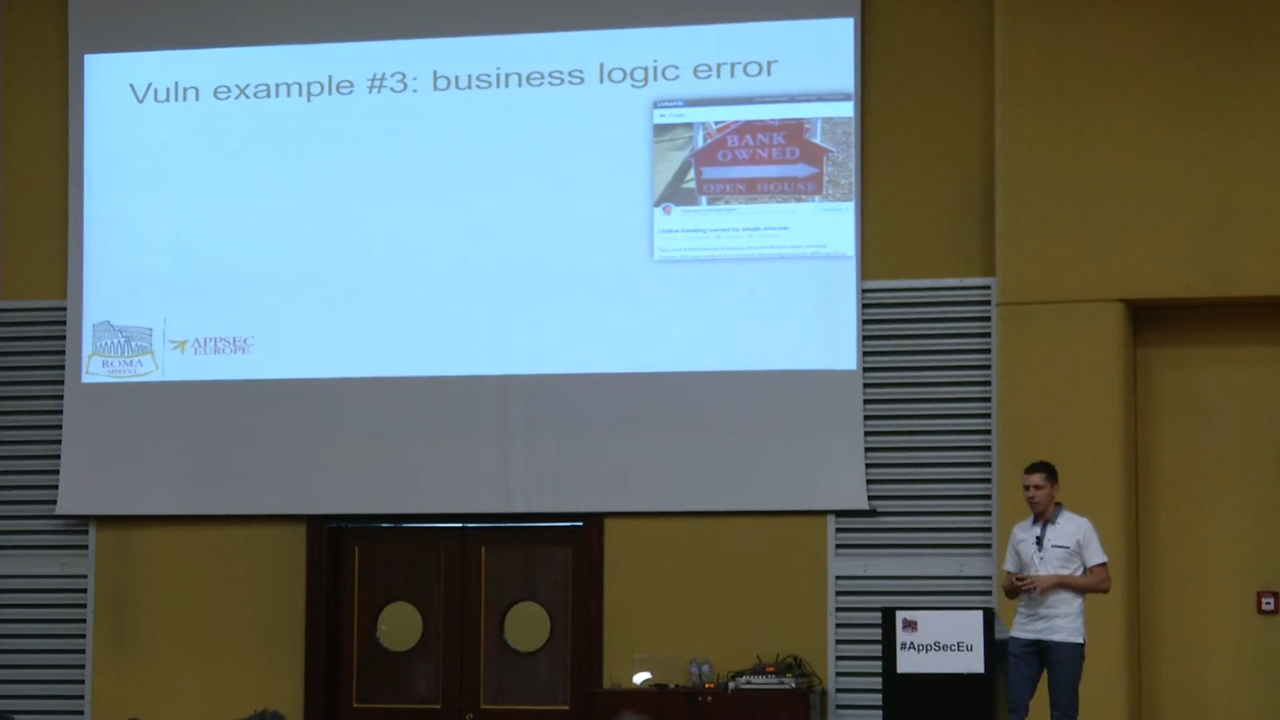 Vuln example #3: business logic error
BANK
OWNED
OPEN HOUSE
Online banking owned by single attacker
ROMA
MMXVI
APPSEC
EUROPE
#AppSecEu